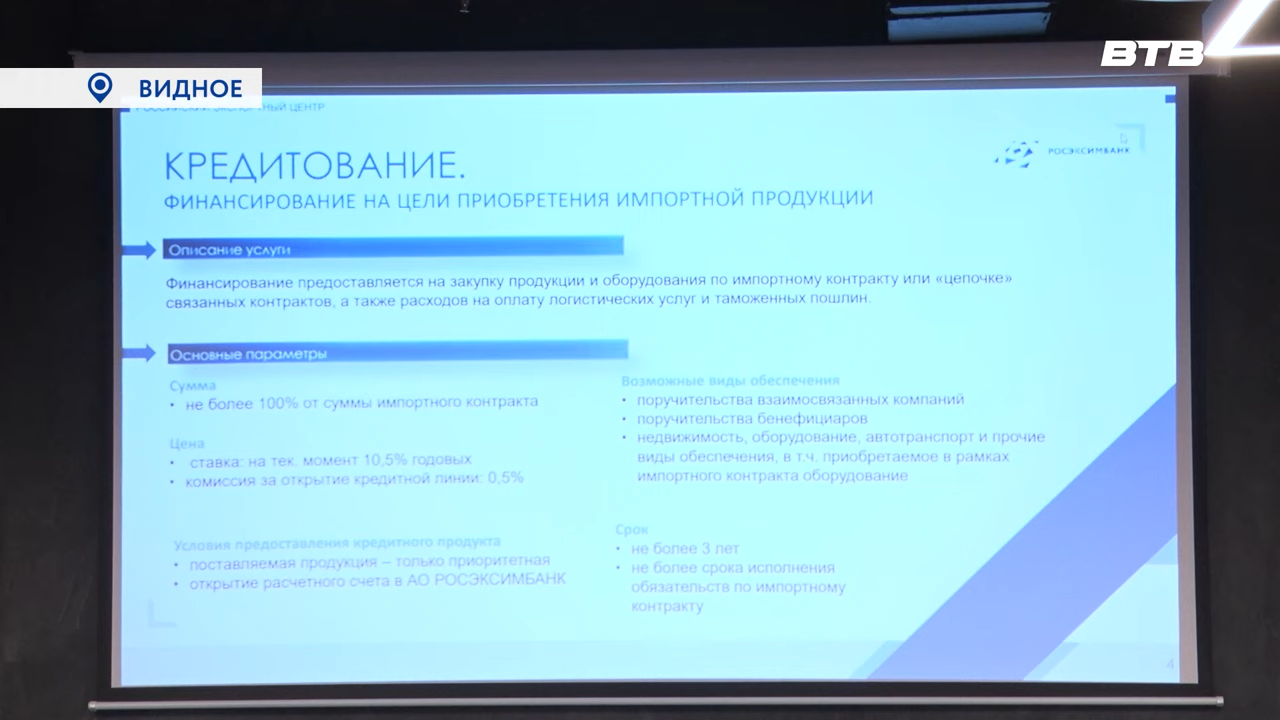 ВТВ
ВИДНОЕ
РОССИЙСКИЙ ЭКСПОРТНЫЙ ЦЕНТР
КРЕДИТОВАНИЕ.
РОСЭКСИМБАНК
ФИНАНСИРОВАНИЕ НА ЦЕЛИ ПРИОБРЕТЕНИЯ ИМПОРТНОЙ ПРОДУКЦИИ
Описание услуги
Финансирование предоставляется на закупку продукции и оборудования по импортному контракту или «цепочке»
связанных контрактов, а также расходов на оплату логистических услуг и таможенных пошлин.
Основные параметры
Сумма
• не более 100% от суммы импортного контракта
Цена
• ставка: на тек. момент 10,5% годовых
• комиссия за открытие кредитной линии: 0,5%
Условия предоставления кредитного продукта
• поставляемая продукция – только приоритетная
• открытие расчетного счета в АО РОСЭКСИМБАНК
Возможные виды обеспечения
• поручительства взаимосвязанных компаний
• поручительства бенефициаров
• недвижимость, оборудование, автотранспорт и прочие
виды обеспечения, в т.ч. приобретаемое в рамках
импортного контракта оборудование
Срок
• не более 3 лет
• не более срока исполнения
обязательств по импортному
контракту
4